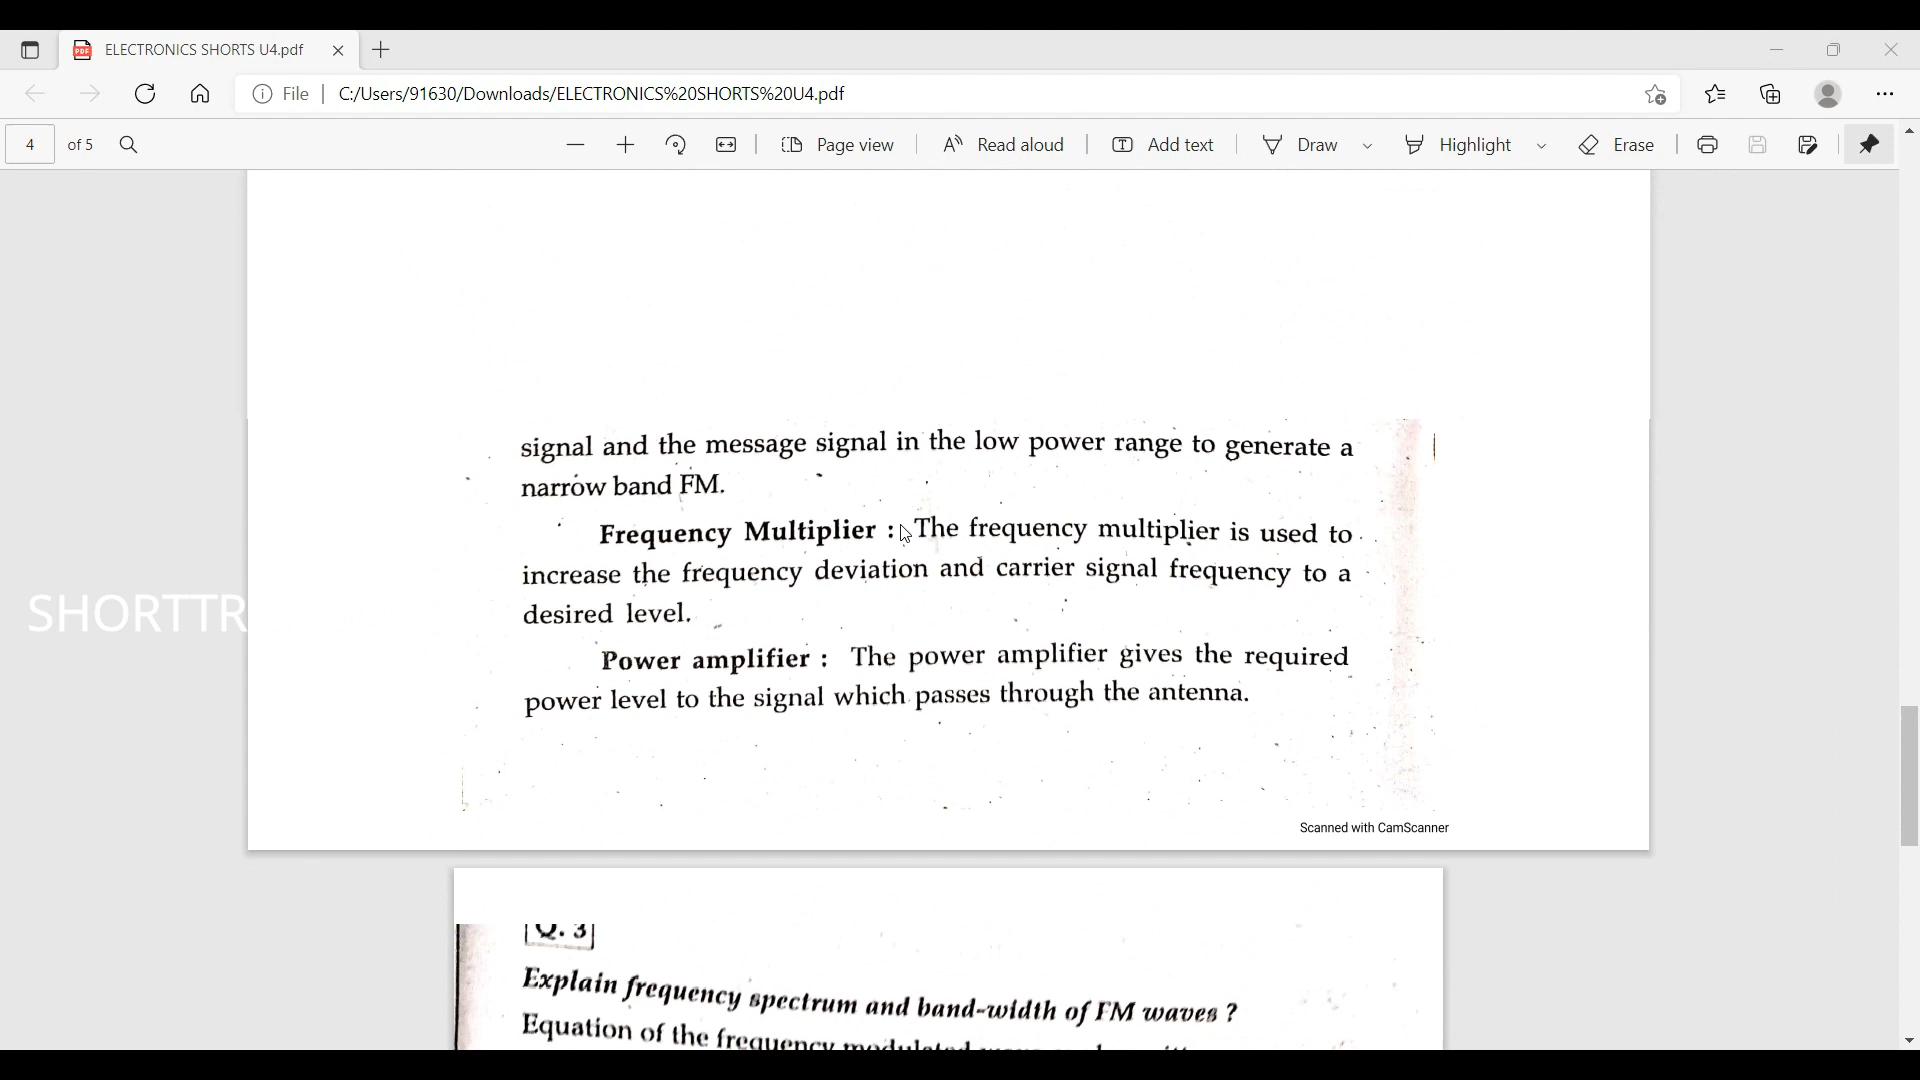 ELECTRONICS SHORTS U4.pdf
File C:/Users/91630/Downloads/ELECTRONICS%20SHORTS%20U4.pdf
4 of 5 Page view Read aloud Add text Draw Highlight Erase
signal and the message signal in the low power range to generate a
narrow band FM.
Frequency Multiplier : The frequency multiplier is used to
increase the frequency deviation and carrier signal frequency to a
desired level.
SHORTTR
Power amplifier : The power amplifier gives the required
power level to the signal which passes through the antenna.
Scanned with CamScanner
Q. 3
Explain frequency spectrum and band-width of FM waves ?
Equation of the frequency modulated